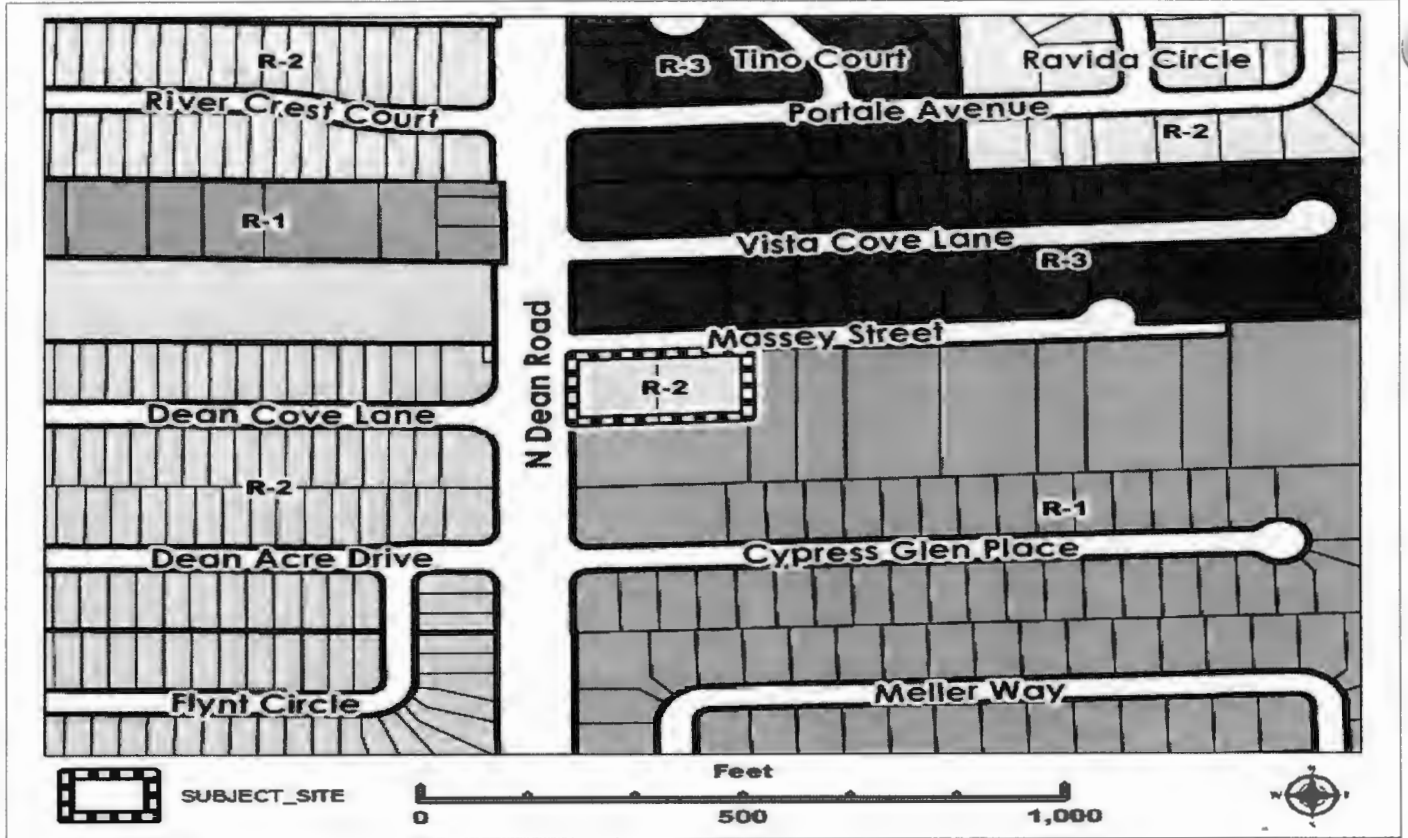 R-2
R-3
Tino Court
Ravida Circle
River Crest Court
Portale Avenue
R-2
R-1
Vista Cove Lane
R-3
N Dean Road
Massey Street
R-2
Dean Cove Lane
R-2
R-1
Dean Acre Drive
Cypress Glen Place
Flynt Circle
Meller Way
SUBJECT_SITE
Feet
0 500 1,000